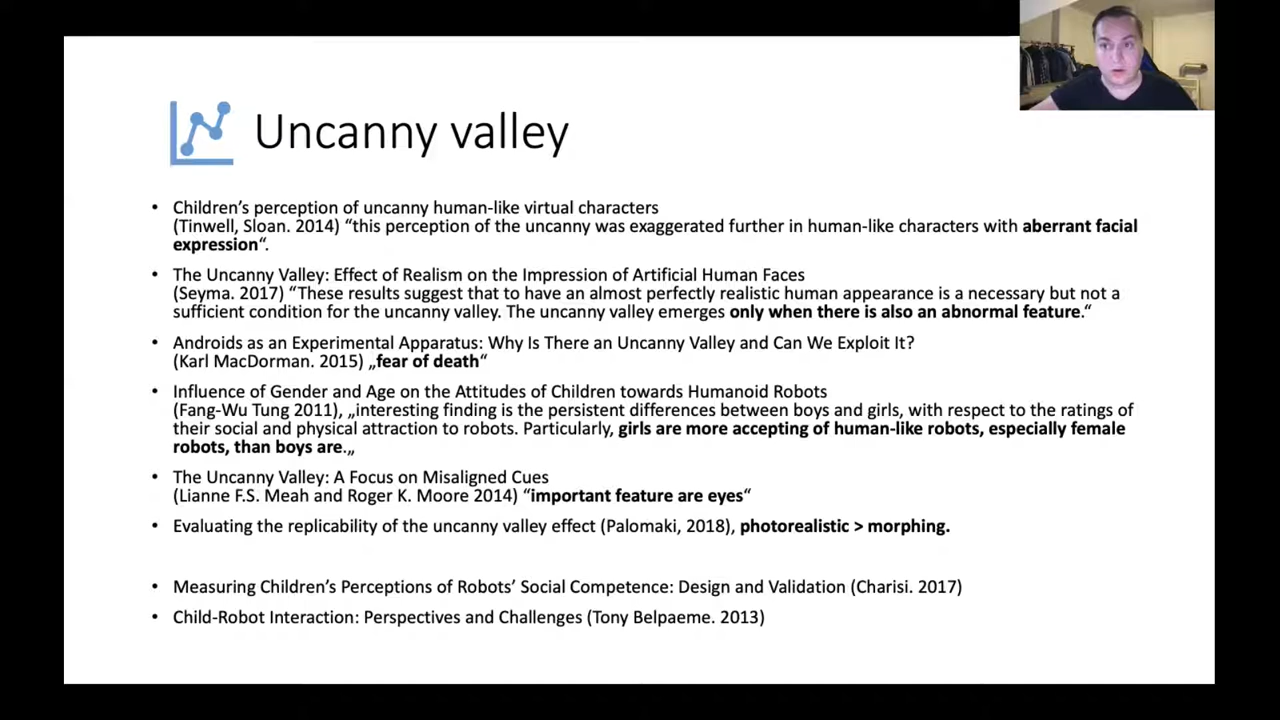 Uncanny valley
• Children’s perception of uncanny human-like virtual characters
(Tinwell, Sloan. 2014) “this perception of the uncanny was exaggerated further in human-like characters with aberrant facial
expression“.
• The Uncanny Valley: Effect of Realism on the Impression of Artificial Human Faces
(Seyma. 2017) “These results suggest that to have an almost perfectly realistic human appearance is a necessary but not a
sufficient condition for the uncanny valley. The uncanny valley emerges only when there is also an abnormal feature.“
• Androids as an Experimental Apparatus: Why Is There an Uncanny Valley and Can We Exploit It?
(Karl MacDorman. 2015) „fear of death“
• Influence of Gender and Age on the Attitudes of Children towards Humanoid Robots
(Fang-Wu Tung 2011), „interesting finding is the persistent differences between boys and girls, with respect to the ratings of
their social and physical attraction to robots. Particularly, girls are more accepting of human-like robots, especially female
robots, than boys are.„
• The Uncanny Valley: A Focus on Misaligned Cues
(Lianne F.S. Meah and Roger K. Moore 2014) “important feature are eyes“
• Evaluating the replicability of the uncanny valley effect (Palomaki, 2018), photorealistic > morphing.
• Measuring Children’s Perceptions of Robots’ Social Competence: Design and Validation (Charisi. 2017)
• Child-Robot Interaction: Perspectives and Challenges (Tony Belpaeme. 2013)